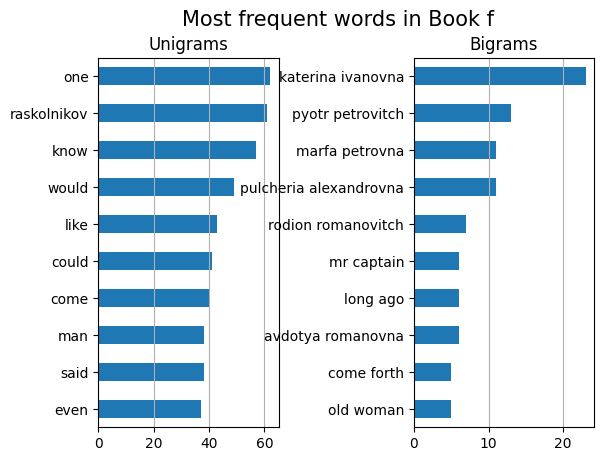 Most frequent words in Book f
Unigrams
one
raskolnikov
know
would
like
could
come
man
said
even
0 20 40 60
Bigrams
katerina ivanovna
pyotr petrovitch
marfa petrovna
pulcheria alexandrovna
rodion romanovitch
mr captain
long ago
avdotya romanovna
come forth
old woman
0 10 20